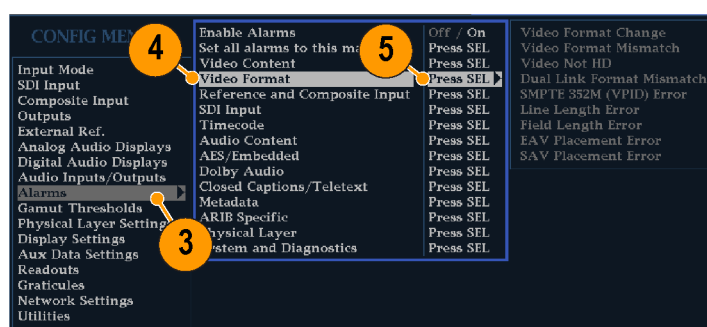 CONFIG ME
Input Mode
SDI Input
Composite Input
Outputs
External Ref.
Analog Audio Displays
Digital Audio Displays
Audio Inputs/Outputs
Alarms
Gamut Thresholds
Physical Layer Setting
Display Settings
Aux Data Settings
Readouts
Graticules
Network Settings
Utilities
Enable Alarms Off / On
Set all alarms to this ma Press SEL
Video Content Press SEL
Video Format Press SEL
Reference and Composite Input Press SEL
SDI Input Press SEL
Timecode Press SEL
Audio Content Press SEL
AES/Embedded Press SEL
Dolby Audio Press SEL
Closed Captions/Teletext Press SEL
Metadata Press SEL
ARIB Specific Press SEL
hysical Layer Press SEL
stem and Diagnostics Press SEL
Video Format Change
Video Format Mismatch
Video Not HD
Dual Link Format Mismatch
SMPTE 352M (VPID) Error
Line Length Error
Field Length Error
EAV Placement Error
SAV Placement Error
4
5
3